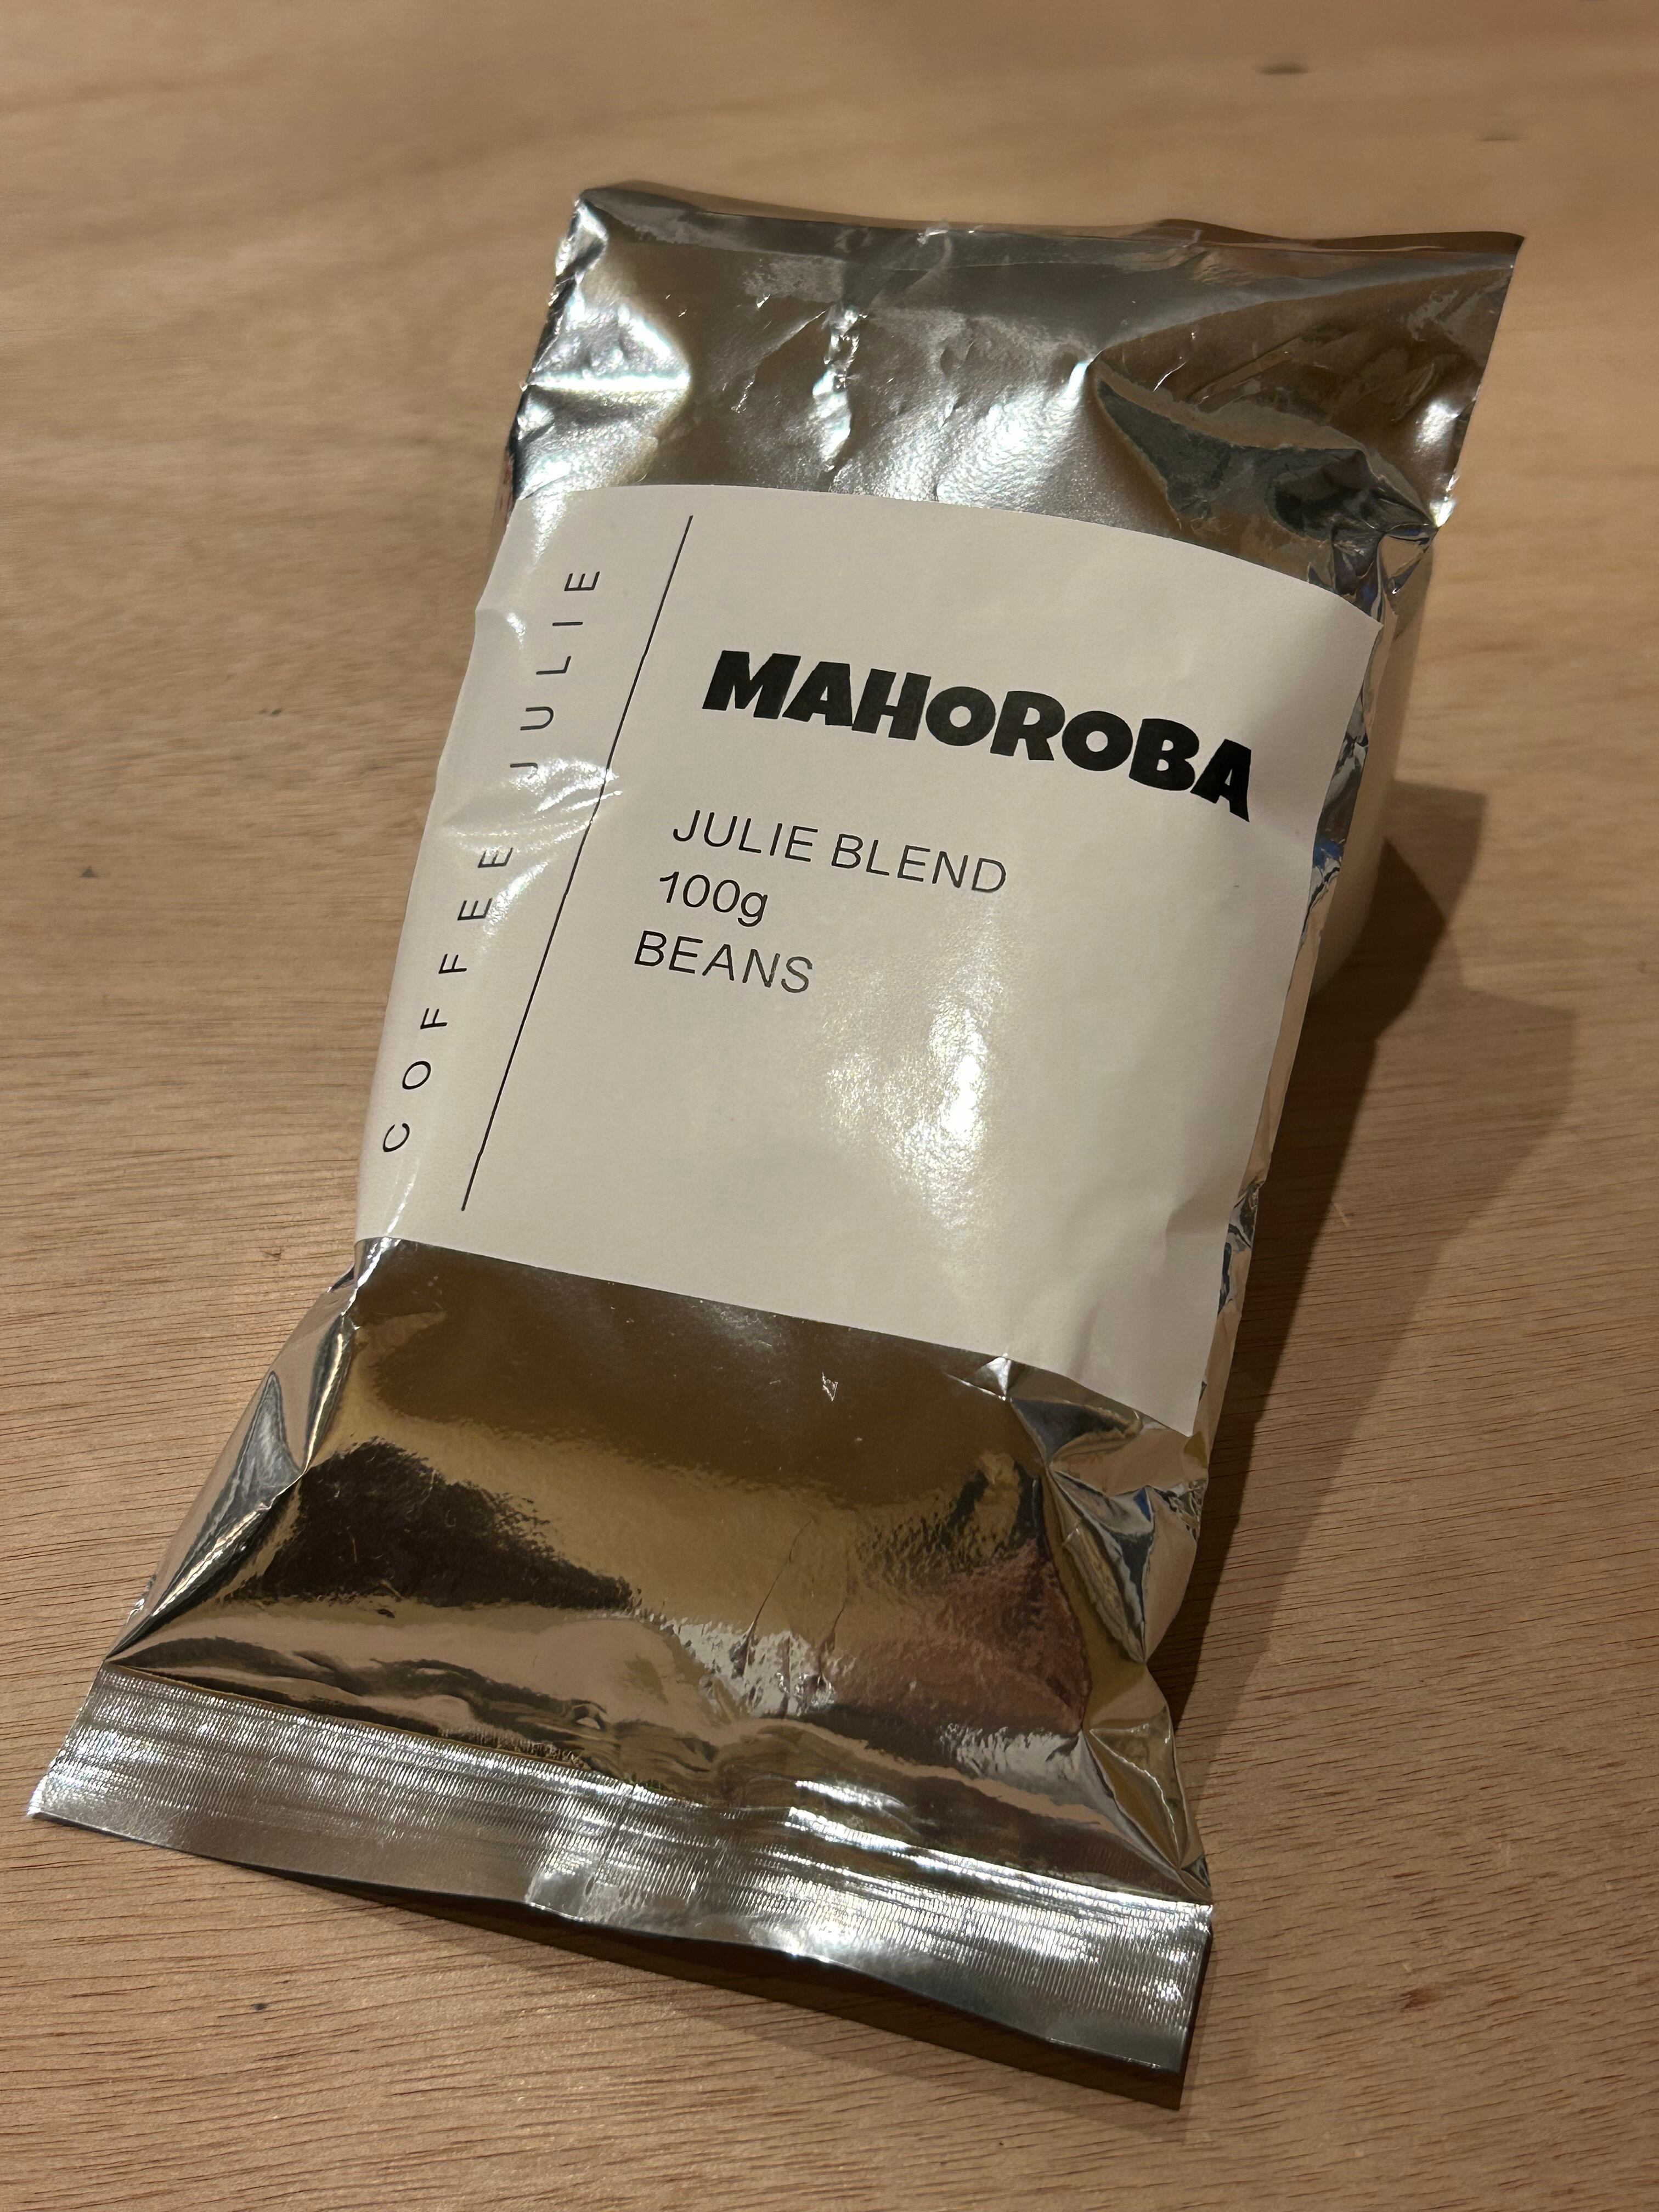 COFFEE JULIE
MAHOROBA
JULIE BLEND
100g
BEANS